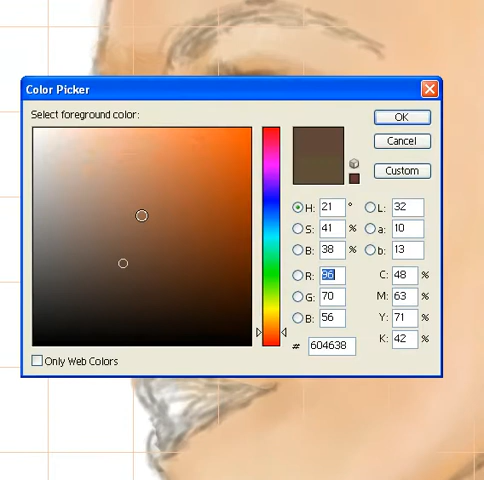 Color Picker
Select foreground color:
OK
Cancel
Custom
H: 21 ° L: 32
S: 41 % a: 10
B: 38 % b: 13
R: 96 C: 48 %
G: 70 M: 63 %
B: 56 Y: 71 %
# 604638 K: 42 %
Only Web Colors